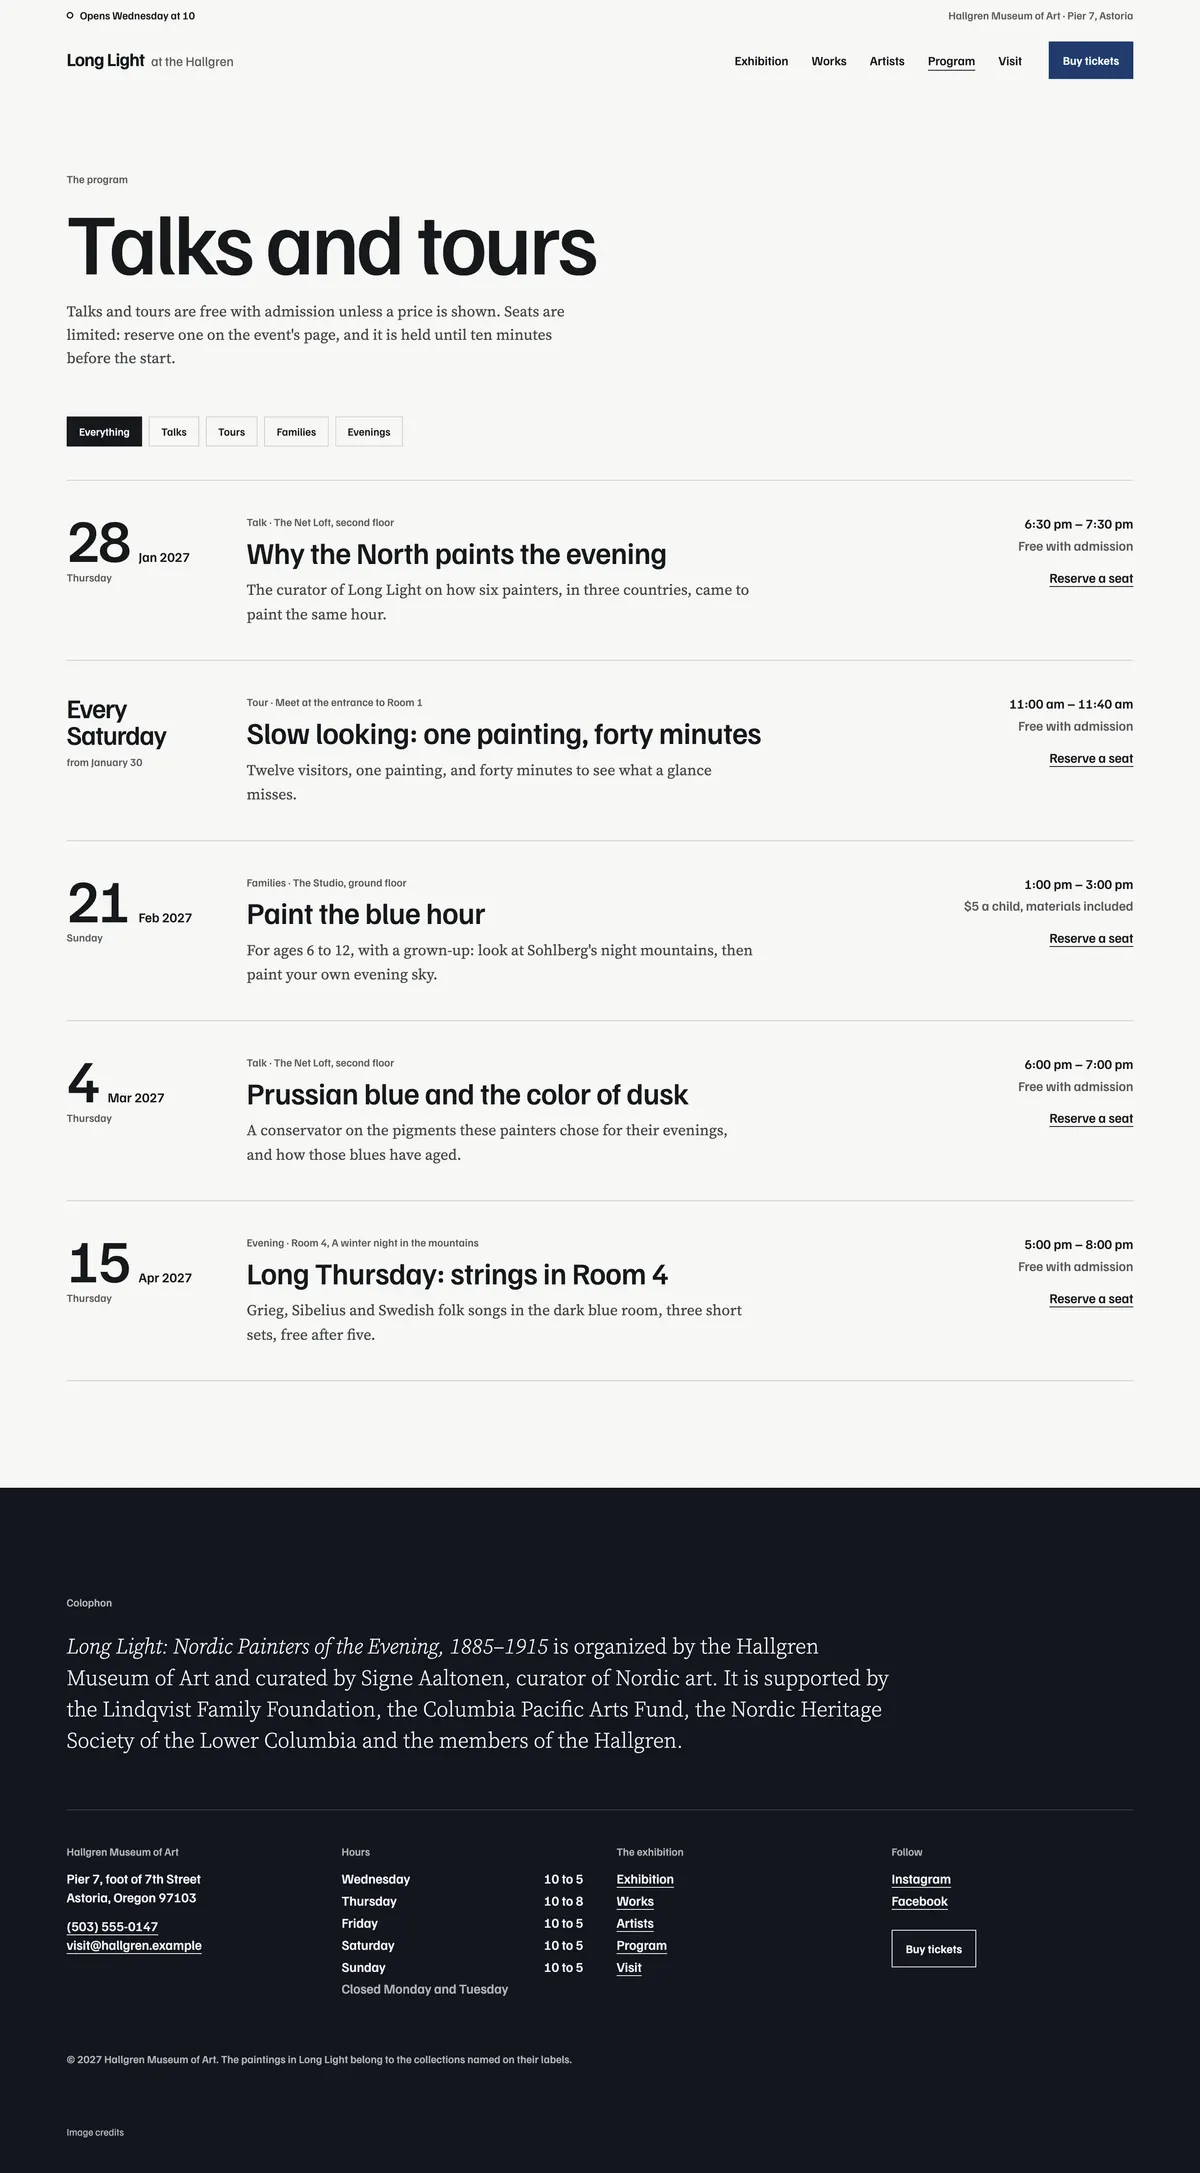 Opens Wednesday at 10
Hallgren Museum of Art · Pier 7, Astoria
Long Light at the Hallgren
Exhibition
Works
Artists
Program
Visit
Buy tickets
The program
Talks and tours
Talks and tours are free with admission unless a price is shown. Seats are
limited: reserve one on the event's page, and it is held until ten minutes
before the start.
Everything
Talks
Tours
Families
Evenings
28 Jan 2027
Thursday
Talk · The Net Loft, second floor
Why the North paints the evening
The curator of Long Light on how six painters, in three countries, came to
paint the same hour.
6:30 pm – 7:30 pm
Free with admission
Reserve a seat
Every
Saturday
from January 30
Tour · Meet at the entrance to Room 1
Slow looking: one painting, forty minutes
Twelve visitors, one painting, and forty minutes to see what a glance
misses.
11:00 am – 11:40 am
Free with admission
Reserve a seat
21 Feb 2027
Sunday
Families · The Studio, ground floor
Paint the blue hour
For ages 6 to 12, with a grown-up: look at Sohlberg's night mountains, then
paint your own evening sky.
1:00 pm – 3:00 pm
$5 a child, materials included
Reserve a seat
4 Mar 2027
Thursday
Talk · The Net Loft, second floor
Prussian blue and the color of dusk
A conservator on the pigments these painters chose for their evenings,
and how those blues have aged.
6:00 pm – 7:00 pm
Free with admission
Reserve a seat
15 Apr 2027
Thursday
Evening · Room 4, A winter night in the mountains
Long Thursday: strings in Room 4
Grieg, Sibelius and Swedish folk songs in the dark blue room, three short
sets, free after five.
5:00 pm – 8:00 pm
Free with admission
Reserve a seat
Colophon
Long Light: Nordic Painters of the Evening, 1885–1915 is organized by the Hallgren
Museum of Art and curated by Signe Aaltonen, curator of Nordic art. It is supported by
the Lindqvist Family Foundation, the Columbia Pacific Arts Fund, the Nordic Heritage
Society of the Lower Columbia and the members of the Hallgren.
Hallgren Museum of Art
Pier 7, foot of 7th Street
Astoria, Oregon 97103
(503) 555-0147
visit@hallgren.example
Hours
Wednesday 10 to 5
Thursday 10 to 8
Friday 10 to 5
Saturday 10 to 5
Sunday 10 to 5
Closed Monday and Tuesday
The exhibition
Exhibition
Works
Artists
Program
Visit
Follow
Instagram
Facebook
Buy tickets
© 2027 Hallgren Museum of Art. The paintings in Long Light belong to the collections named on their labels.
Image credits